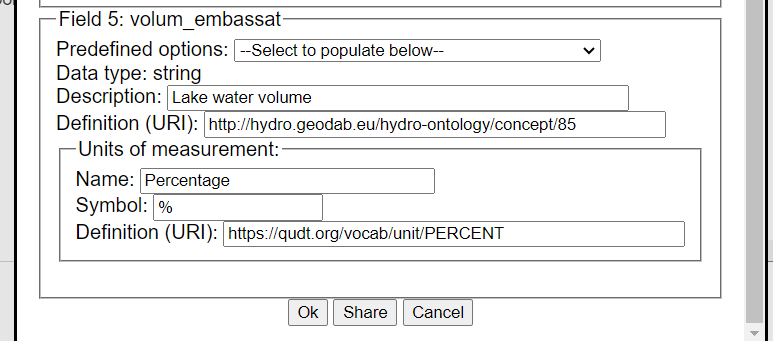 Field 5: volum_embassat
Predefined options: --Select to populate below--
Data type: string
Description: Lake water volume
Definition (URI): http://hydro.geodab.eu/hydro-ontology/concept/85
Units of measurement:
Name: Percentage
Symbol: %
Definition (URI): https://qudt.org/vocab/unit/PERCENT
Ok Share Cancel